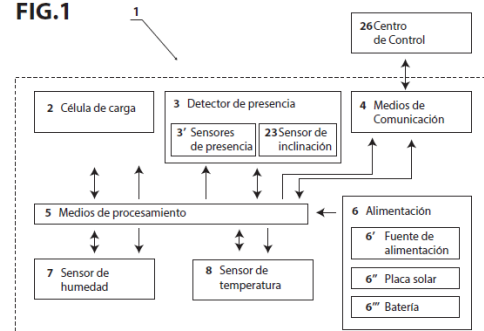 FIG.1
1
26 Centro
de Control
2 Célula de carga
3 Detector de presencia
3' Sensores
de presencia
23 Sensor de
inclinación
4 Medios de
Comunicación
5 Medios de procesamiento
6 Alimentación
6' Fuente de
alimentación
6'' Placa solar
6''' Batería
7 Sensor de
humedad
8 Sensor de
temperatura